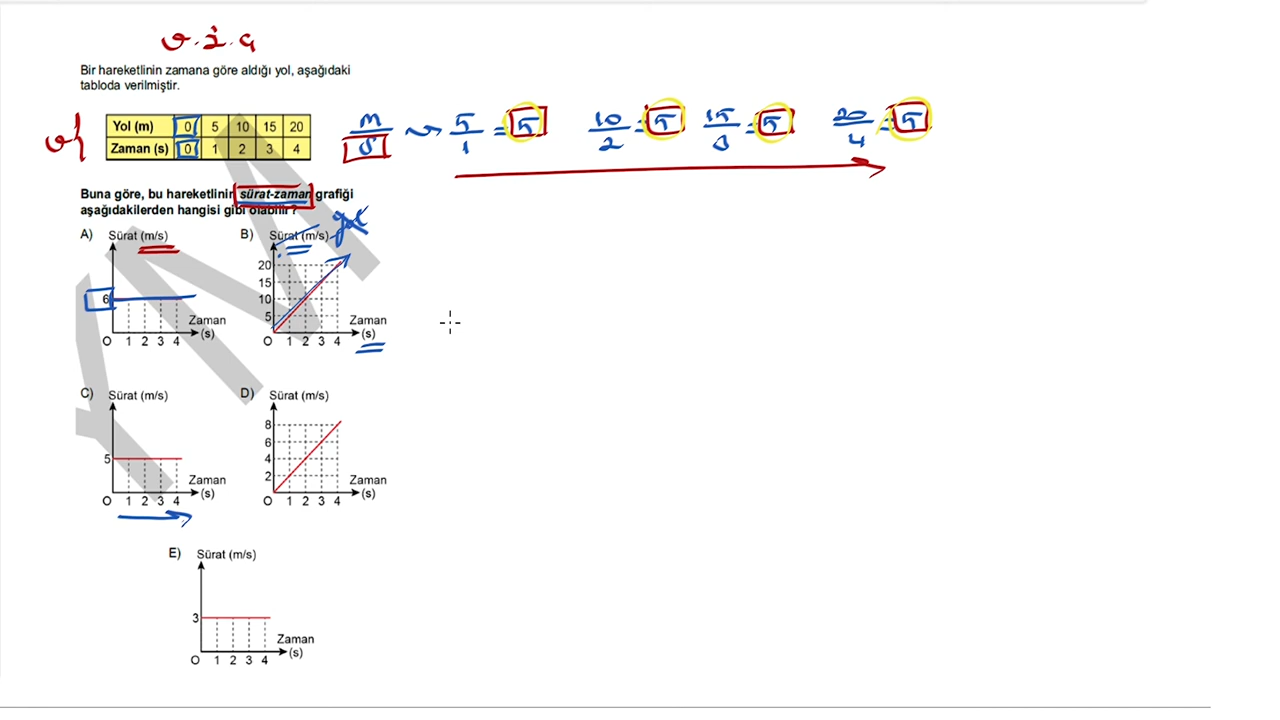 v.i.q
Bir hareketlinin zamana göre aldığı yol, aşağıdaki
tabloda verilmiştir.
Yol (m) 0 5 10 15 20
Zaman (s) 0 1 2 3 4
m/s 5/1 = 5 10/2 = 5 15/3 = 5 20/4 = 5
Buna göre, bu hareketlinin sürat-zaman grafiği
aşağıdakilerden hangisi gibi olabilir?
A) Sürat (m/s)
6
Zaman
(s)
O 1 2 3 4
B) Sürat (m/s) yol
20
15
10
5
Zaman
(s)
O 1 2 3 4
C) Sürat (m/s)
5
Zaman
(s)
O 1 2 3 4
D) Sürat (m/s)
8
6
4
2
Zaman
(s)
O 1 2 3 4
E) Sürat (m/s)
3
Zaman
(s)
O 1 2 3 4